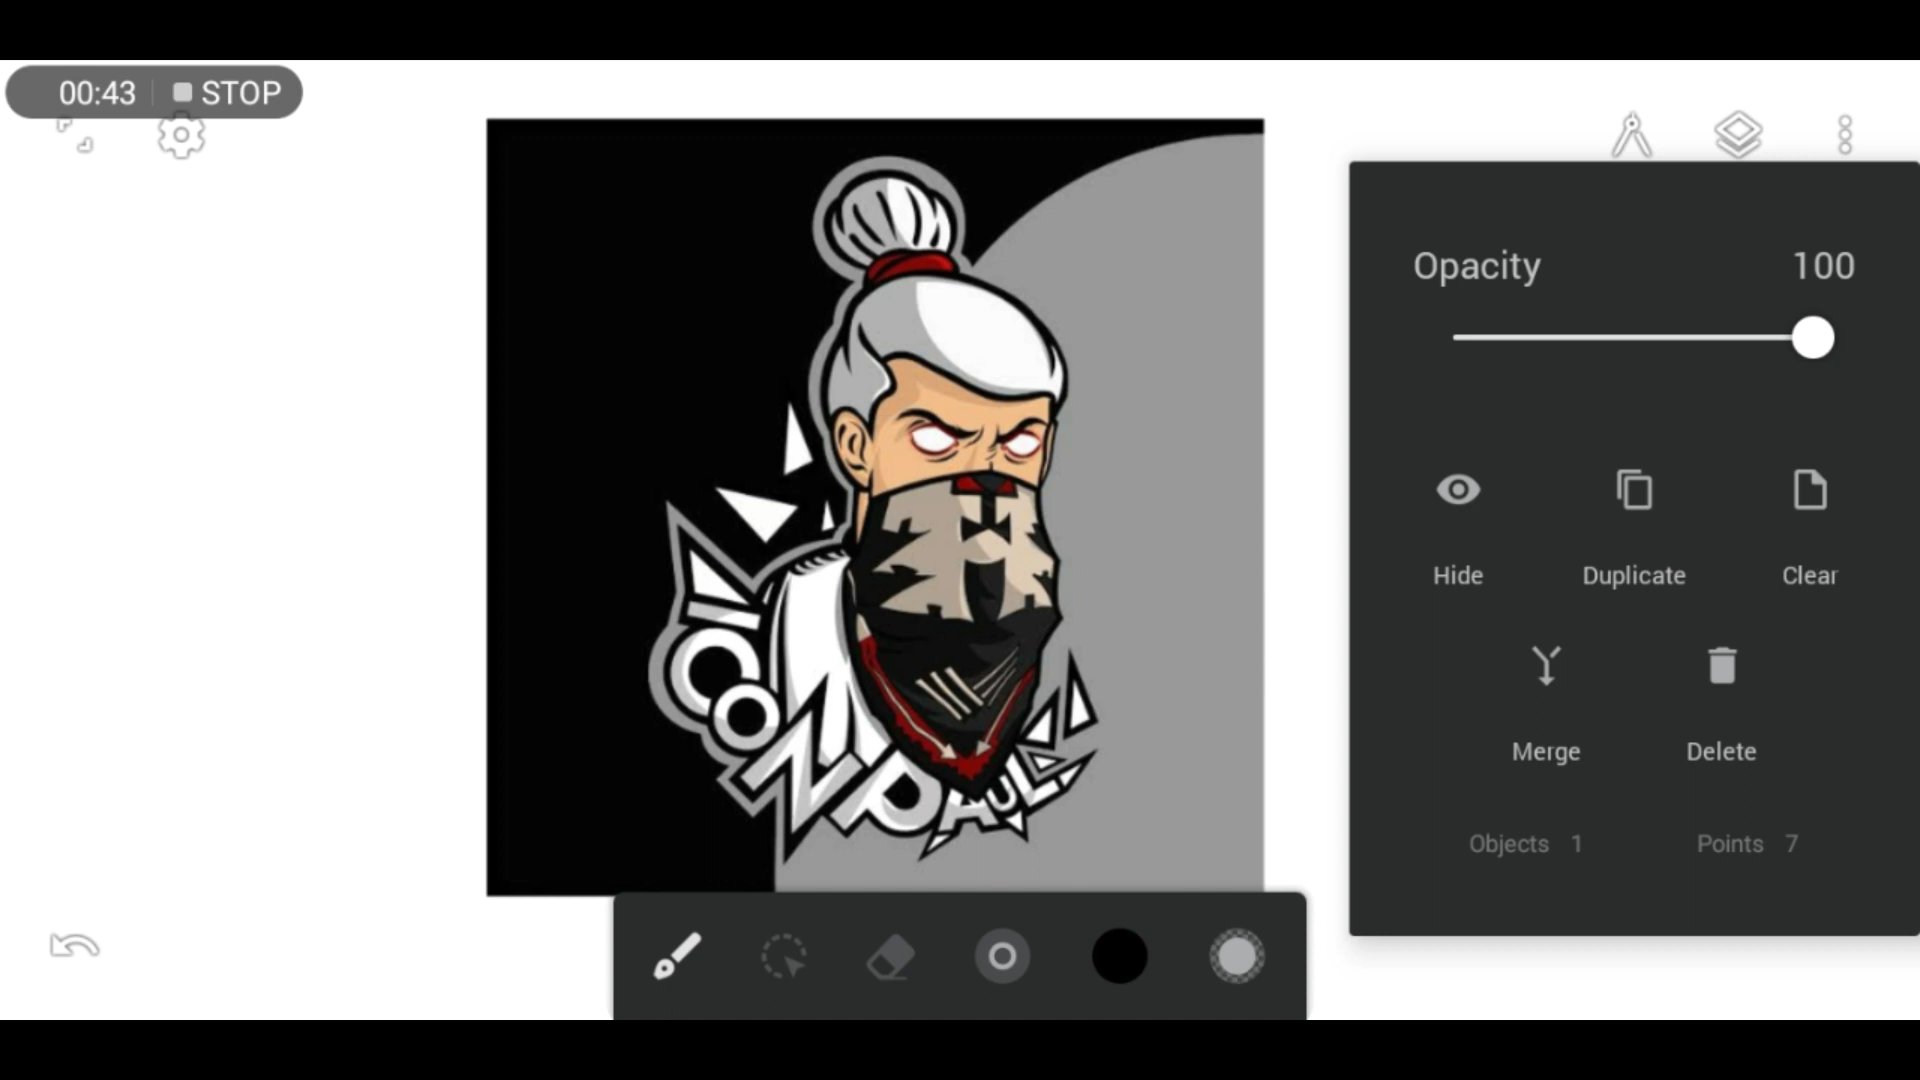 00:43 STOP
Opacity 100
Hide Duplicate Clear
Merge Delete
Objects 1 Points 7